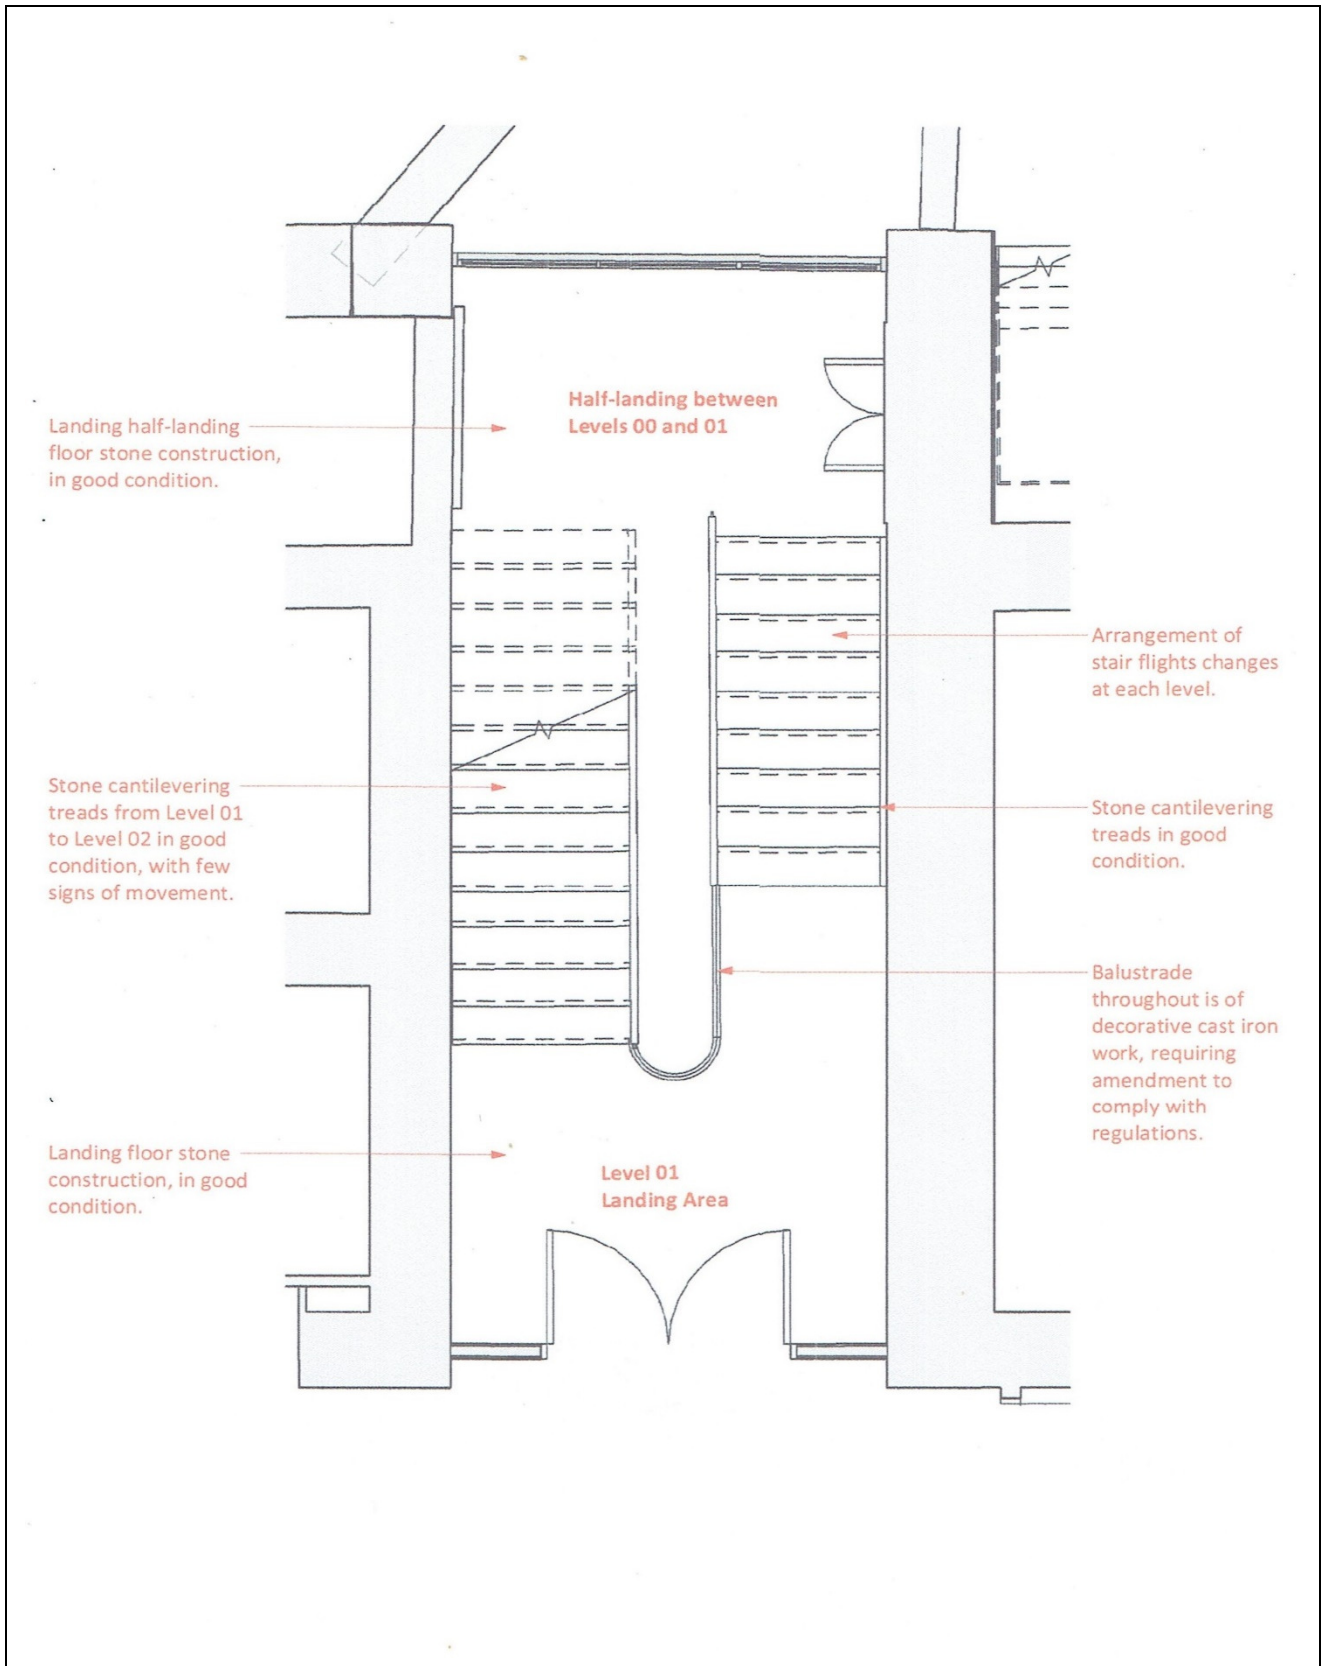 Half-landing between
Levels 00 and 01
Landing half-landing
floor stone construction,
in good condition.
Arrangement of
stair flights changes
at each level.
Stone cantilevering
treads from Level 01
to Level 02 in good
condition, with few
signs of movement.
Stone cantilevering
treads in good
condition.
Balustrade
throughout is of
decorative cast iron
work, requiring
amendment to
comply with
regulations.
Landing floor stone
construction, in good
condition.
Level 01
Landing Area